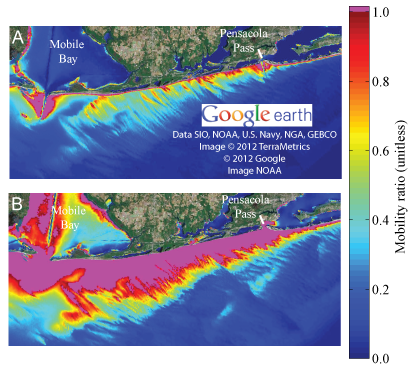 A
Mobile
Bay
Pensacola
Pass
Google earth
Data SIO, NOAA, U.S. Navy, NGA, GEBCO
Image © 2012 TerraMetrics
© 2012 Google
Image NOAA
B
Mobile
Bay
Pensacola
Pass
1.0
0.8
0.6
0.4
0.2
0.0
Mobility ratio (unitless)